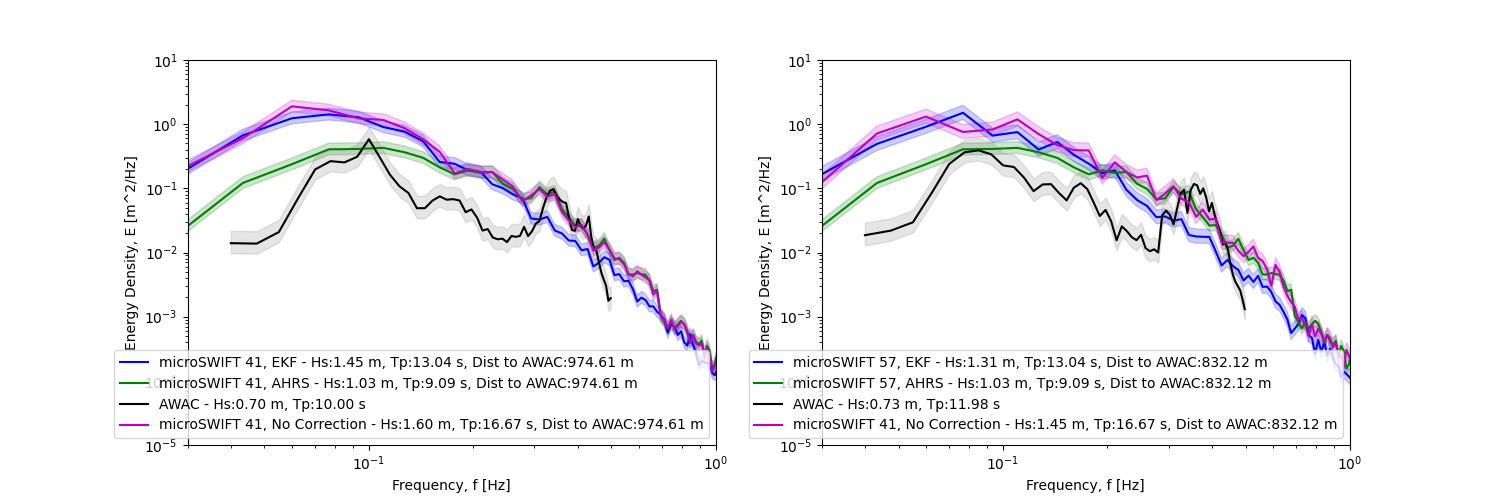 10^1
10^0
10^-1
10^-2
10^-3
10^-5
Energy Density, E [m^2/Hz]
microSWIFT 41, EKF - Hs:1.45 m, Tp:13.04 s, Dist to AWAC:974.61 m
microSWIFT 41, AHRS - Hs:1.03 m, Tp:9.09 s, Dist to AWAC:974.61 m
AWAC - Hs:0.70 m, Tp:10.00 s
microSWIFT 41, No Correction - Hs:1.60 m, Tp:16.67 s, Dist to AWAC:974.61 m
10^-1
10^0
Frequency, f [Hz]
10^1
10^0
10^-1
10^-2
10^-3
10^-5
Energy Density, E [m^2/Hz]
microSWIFT 57, EKF - Hs:1.31 m, Tp:13.04 s, Dist to AWAC:832.12 m
microSWIFT 57, AHRS - Hs:1.03 m, Tp:9.09 s, Dist to AWAC:832.12 m
AWAC - Hs:0.73 m, Tp:11.98 s
microSWIFT 41, No Correction - Hs:1.45 m, Tp:16.67 s, Dist to AWAC:832.12 m
10^-1
10^0
Frequency, f [Hz]